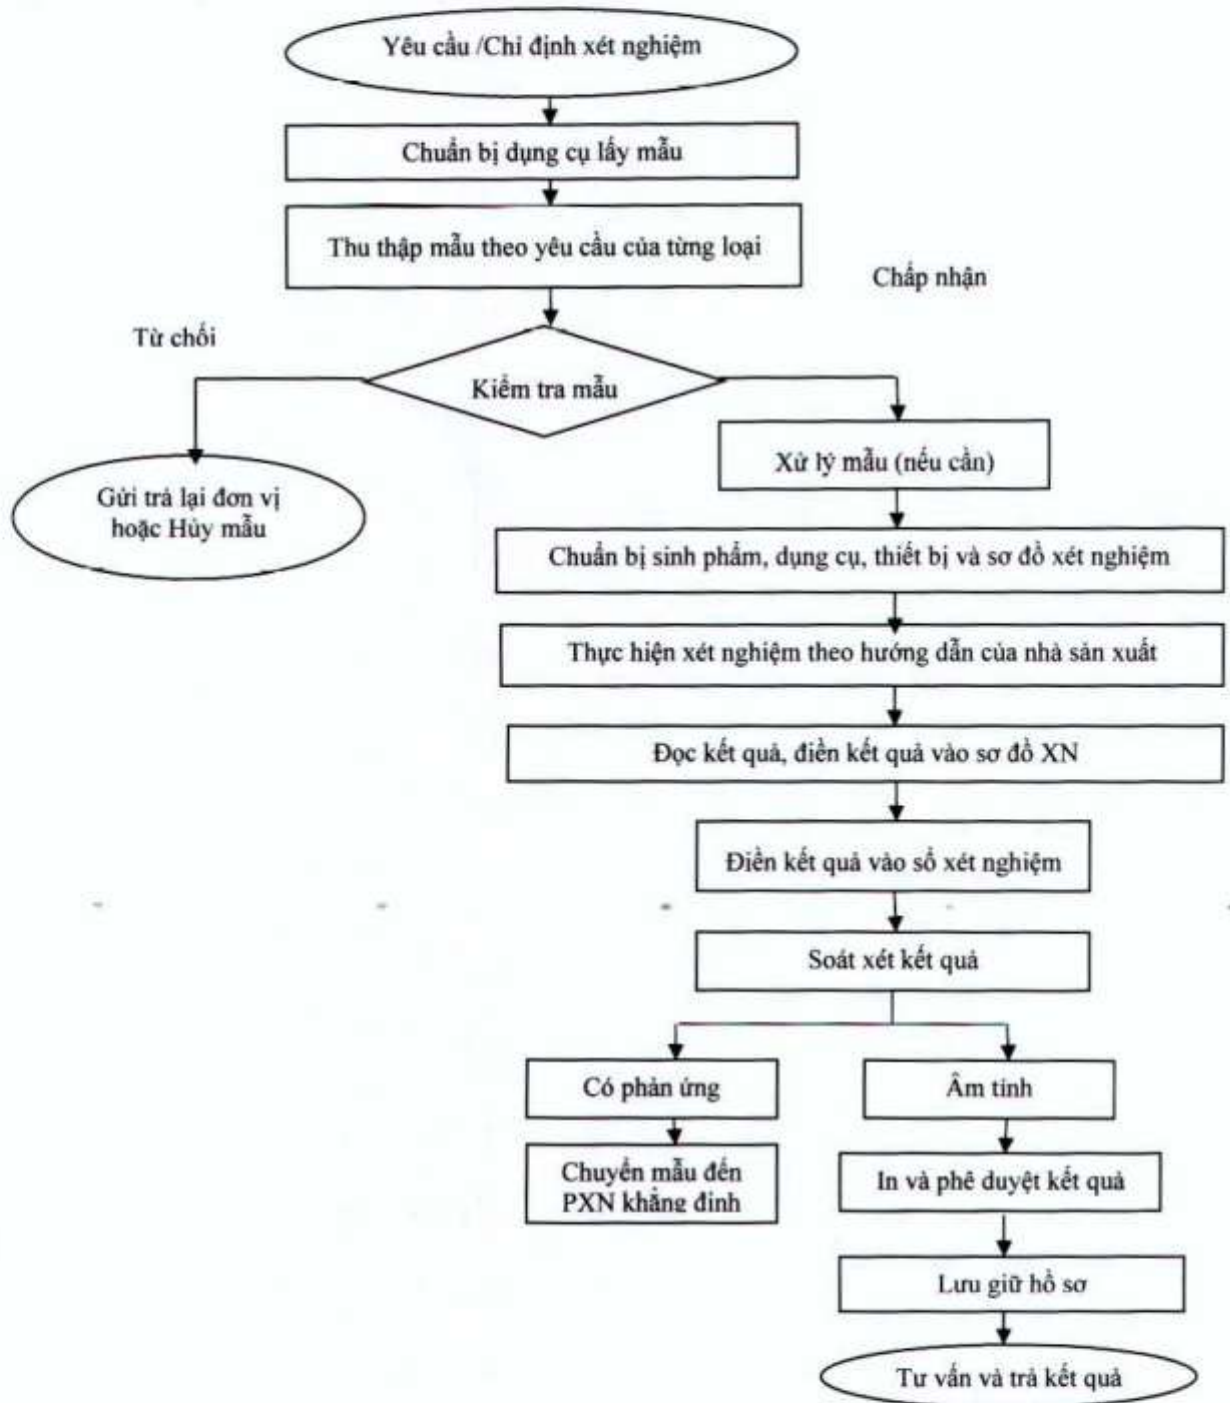 Yêu cầu /Chỉ định xét nghiệm
Chuẩn bị dụng cụ lấy mẫu
Thu thập mẫu theo yêu cầu của từng loại
Chấp nhận
Từ chối
Kiểm tra mẫu
Xử lý mẫu (nếu cần)
Gửi trả lại đơn vị
hoặc Hủy mẫu
Chuẩn bị sinh phẩm, dụng cụ, thiết bị và sơ đồ xét nghiệm
Thực hiện xét nghiệm theo hướng dẫn của nhà sản xuất
Đọc kết quả, điền kết quả vào sơ đồ XN
Điền kết quả vào sổ xét nghiệm
Soát xét kết quả
Có phản ứng
Âm tính
Chuyển mẫu đến
PXN khẳng định
In và phê duyệt kết quả
Lưu giữ hồ sơ
Tư vấn và trả kết quả